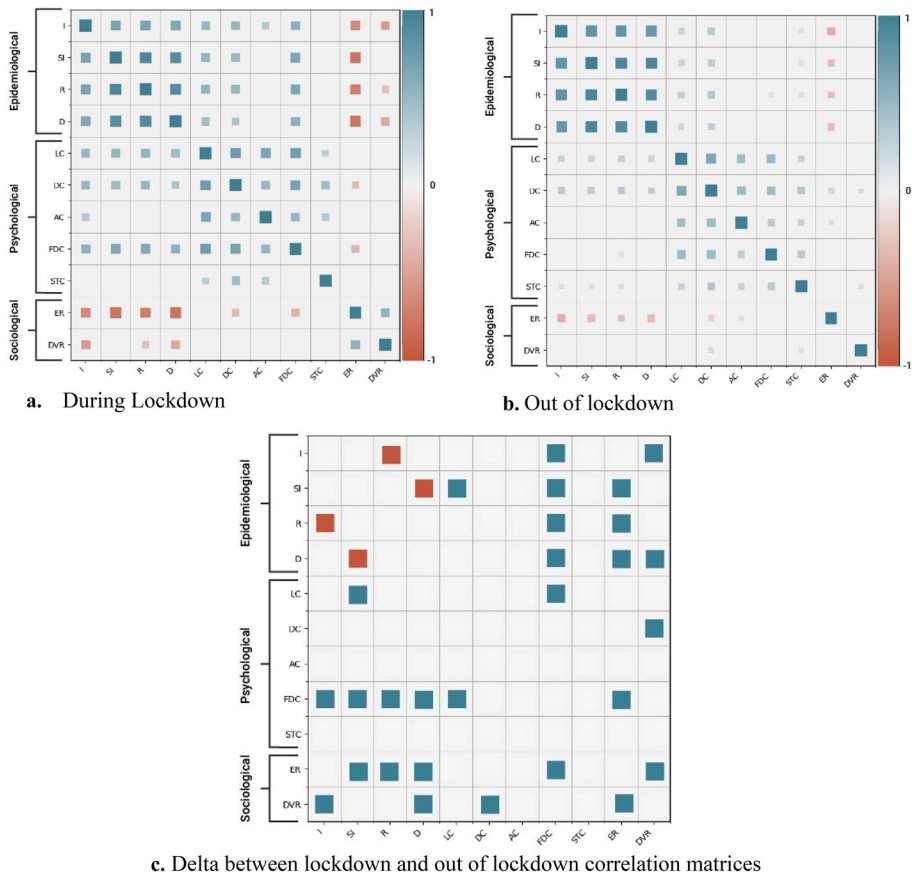 1
0
-1
Epidemiological
Psychological
Sociological
I
SI
R
D
LC
DC
AC
FDC
STC
ER
DVR
I SI R D LC DC AC FDC STC ER DVR
a. During Lockdown
1
0
-1
Epidemiological
Psychological
Sociological
I
SI
R
D
LC
DC
AC
FDC
STC
ER
DVR
I SI R D LC DC AC FDC STC ER DVR
b. Out of lockdown
Epidemiological
Psychological
Sociological
I
SI
R
D
LC
DC
AC
FDC
STC
ER
DVR
I SI R D LC DC AC FDC STC ER DVR
c. Delta between lockdown and out of lockdown correlation matrices